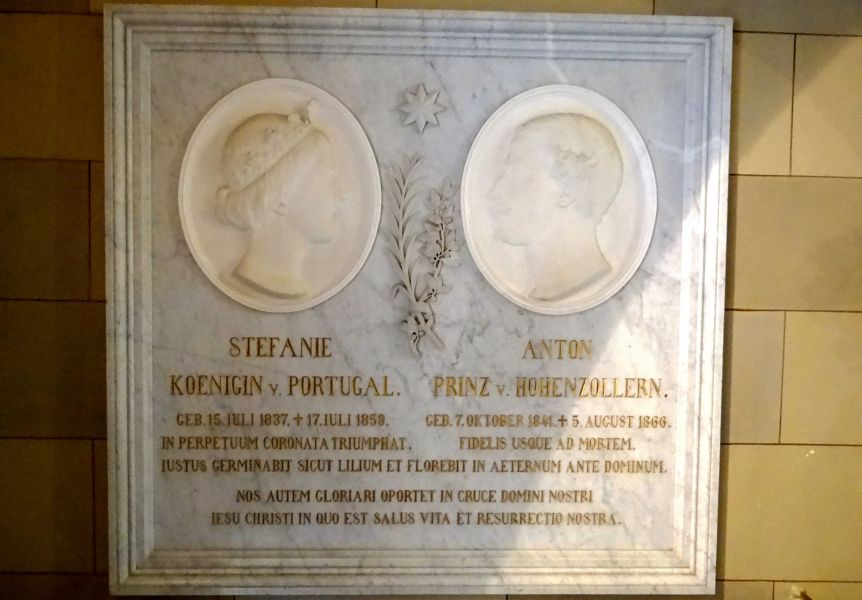 STEFANIE
KOENIGIN V. PORTUGAL.
GEB. 15. IULI 1837. + 17. IULI 1859.
IN PERPETUUM CORONATA TRIUMPHAT.
ANTON
PRINZ V. HOHENZOLLERN.
GEB. 7. OKTOBER 1841. + 5. AUGUST 1866.
FIDELIS USQUE AD MORTEM.
IUSTUS GERMINABIT SICUT LILIUM ET FLOREBIT IN AETERNUM ANTE DOMINUM.
NOS AUTEM GLORIARI OPORTET IN CRUCE DOMINI NOSTRI
IESU CHRISTI IN QUO EST SALUS VITA ET RESURRECTIO NOSTRA.